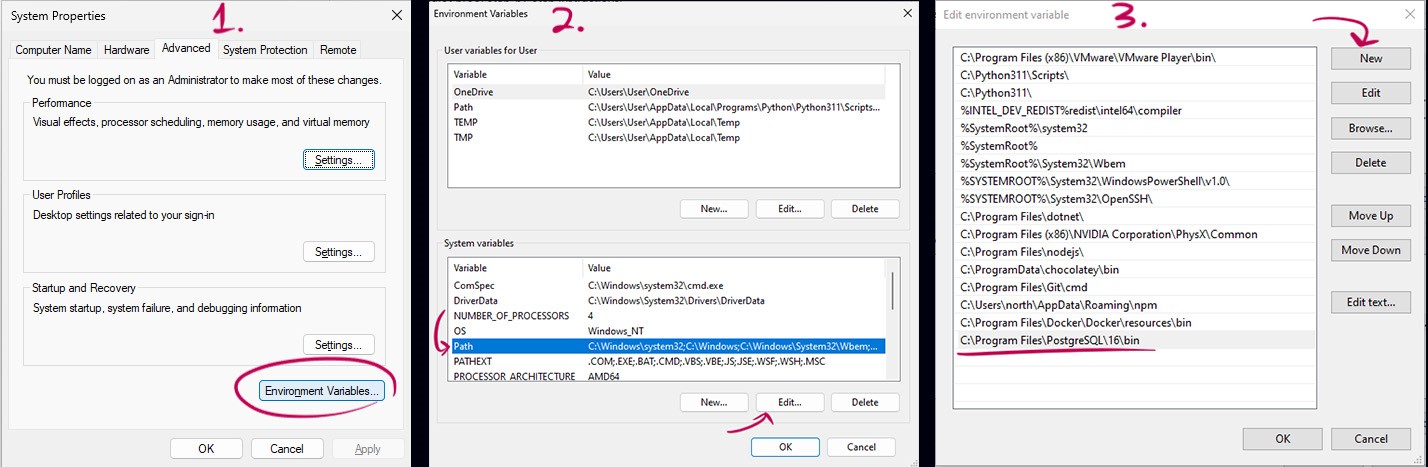 1.
System Properties
Computer Name Hardware Advanced System Protection Remote
You must be logged on as an Administrator to make most of these changes.
Performance
Visual effects, processor scheduling, memory usage, and virtual memory
Settings...
User Profiles
Desktop settings related to your sign-in
Settings...
Startup and Recovery
System startup, system failure, and debugging information
Settings...
Environment Variables...
OK Cancel Apply
2.
Environment Variables
User variables for User
Variable Value
OneDrive C:\Users\User\OneDrive
Path C:\Users\User\AppData\Local\Programs\Python\Python311\Scripts...
TEMP C:\Users\User\AppData\Local\Temp
TMP C:\Users\User\AppData\Local\Temp
New... Edit... Delete
System variables
Variable Value
ComSpec C:\Windows\system32\cmd.exe
DriverData C:\Windows\System32\Drivers\DriverData
NUMBER_OF_PROCESSORS 4
OS Windows_NT
Path C:\Windows\system32;C:\Windows;C:\Windows\System32\Wbem;...
PATHEXT .COM;.EXE;.BAT;.CMD;.VBS;.VBE;.JS;.JSE;.WSF;.WSH;.MSC
PROCESSOR_ARCHITECTURE AMD64
New... Edit... Delete
OK Cancel
3.
Edit environment variable
C:\Program Files (x86)\VMware\VMware Player\bin\
C:\Python311\Scripts\
C:\Python311\
%INTEL_DEV_REDIST%redist\intel64\compiler
%SystemRoot%\system32
%SystemRoot%
%SystemRoot%\System32\Wbem
%SYSTEMROOT%\System32\WindowsPowerShell\v1.0\
%SYSTEMROOT%\System32\OpenSSH\
C:\Program Files\dotnet\
C:\Program Files (x86)\NVIDIA Corporation\PhysX\Common
C:\Program Files\nodejs\
C:\ProgramData\chocolatey\bin
C:\Program Files\Git\cmd
C:\Users\north\AppData\Roaming\npm
C:\Program Files\Docker\Docker\resources\bin
C:\Program Files\PostgreSQL\16\bin
New
Edit
Browse...
Delete
Move Up
Move Down
Edit text...
OK Cancel